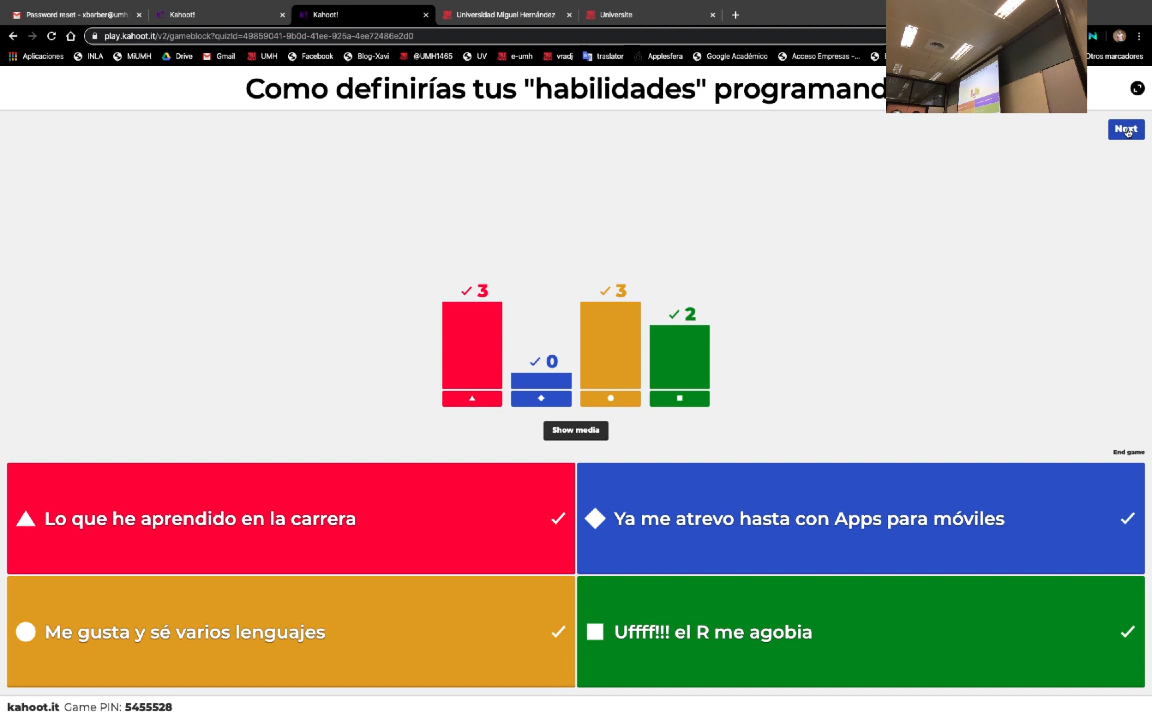 Password reset - xbarber@umh
Kahoot!
Kahoot!
Universidad Miguel Hernández
Universite
play.kahoot.it/v2/gameblock?quizId=49859041-9b0d-41ee-925a-4ee72486e2d0
Aplicaciones INLA MiUMH Drive Gmail UMH Facebook Blog-Xavi @UMH1465 UV e-umh vradj traslator Applesfera Google Académico Acceso Empresas -... Otros marcadores
Como definirías tus "habilidades" programando
Next
3
3
2
0
Show media
End game
Lo que he aprendido en la carrera
Ya me atrevo hasta con Apps para móviles
Me gusta y sé varios lenguajes
Uffff!!! el R me agobia
kahoot.it Game PIN: 5455528